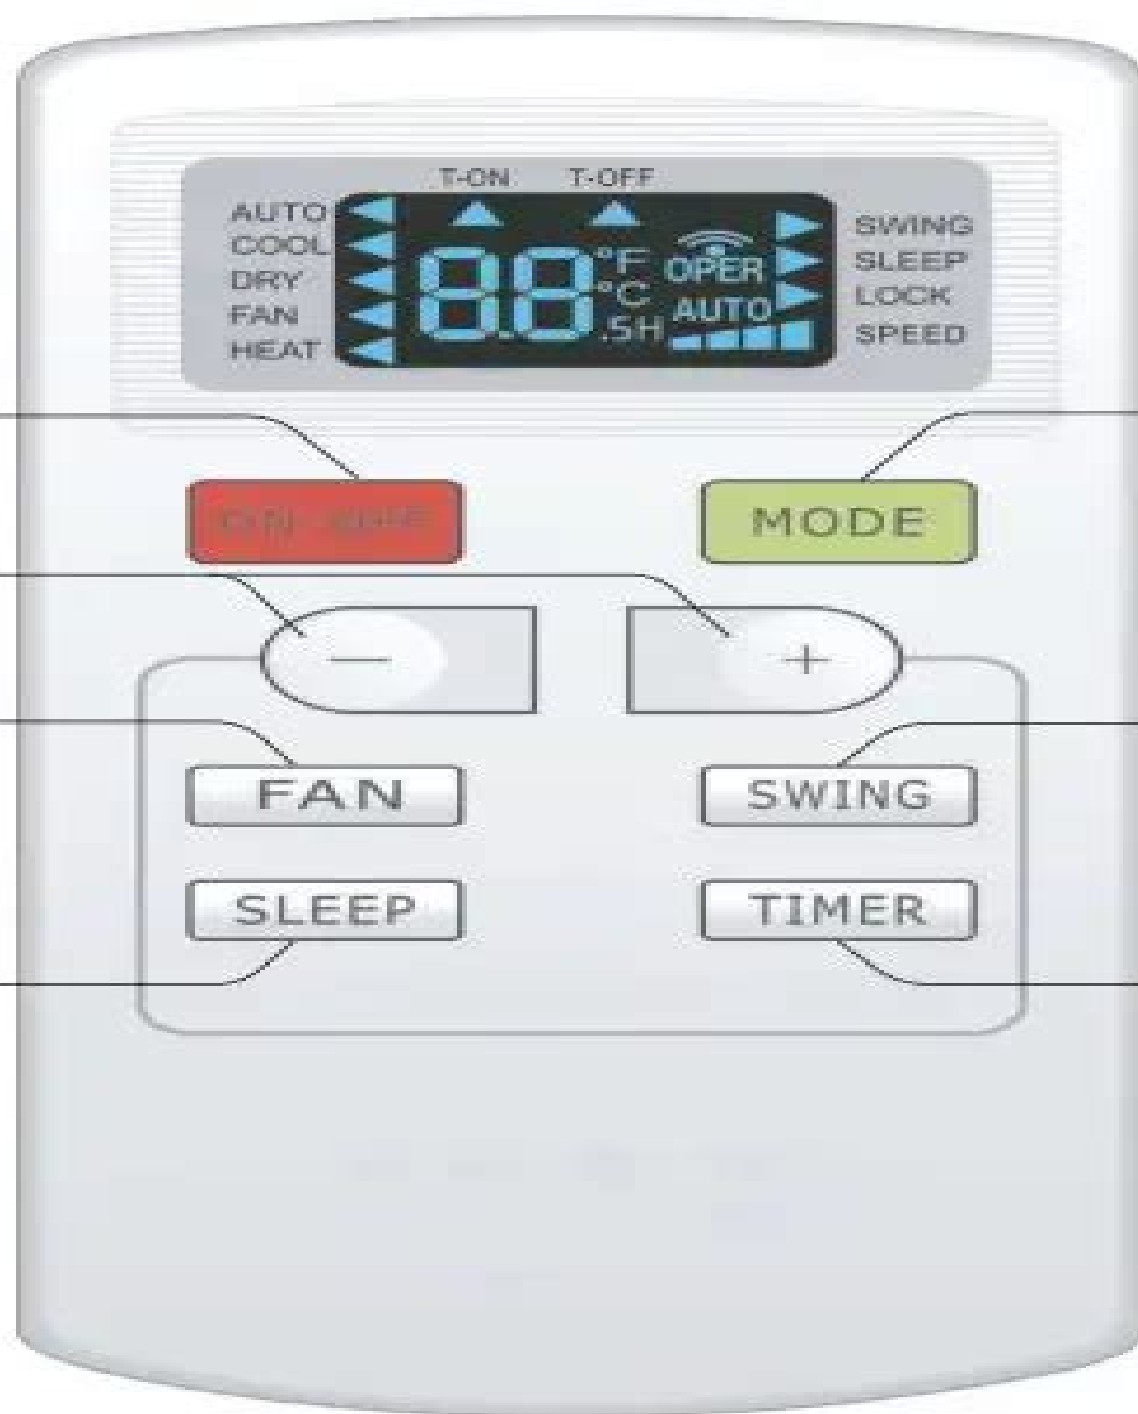 T-ON T-OFF
AUTO
COOL
DRY
FAN
HEAT
88
°F
°C
.5H
OPER
AUTO
SWING
SLEEP
LOCK
SPEED
MODE
− +
FAN SWING
SLEEP TIMER